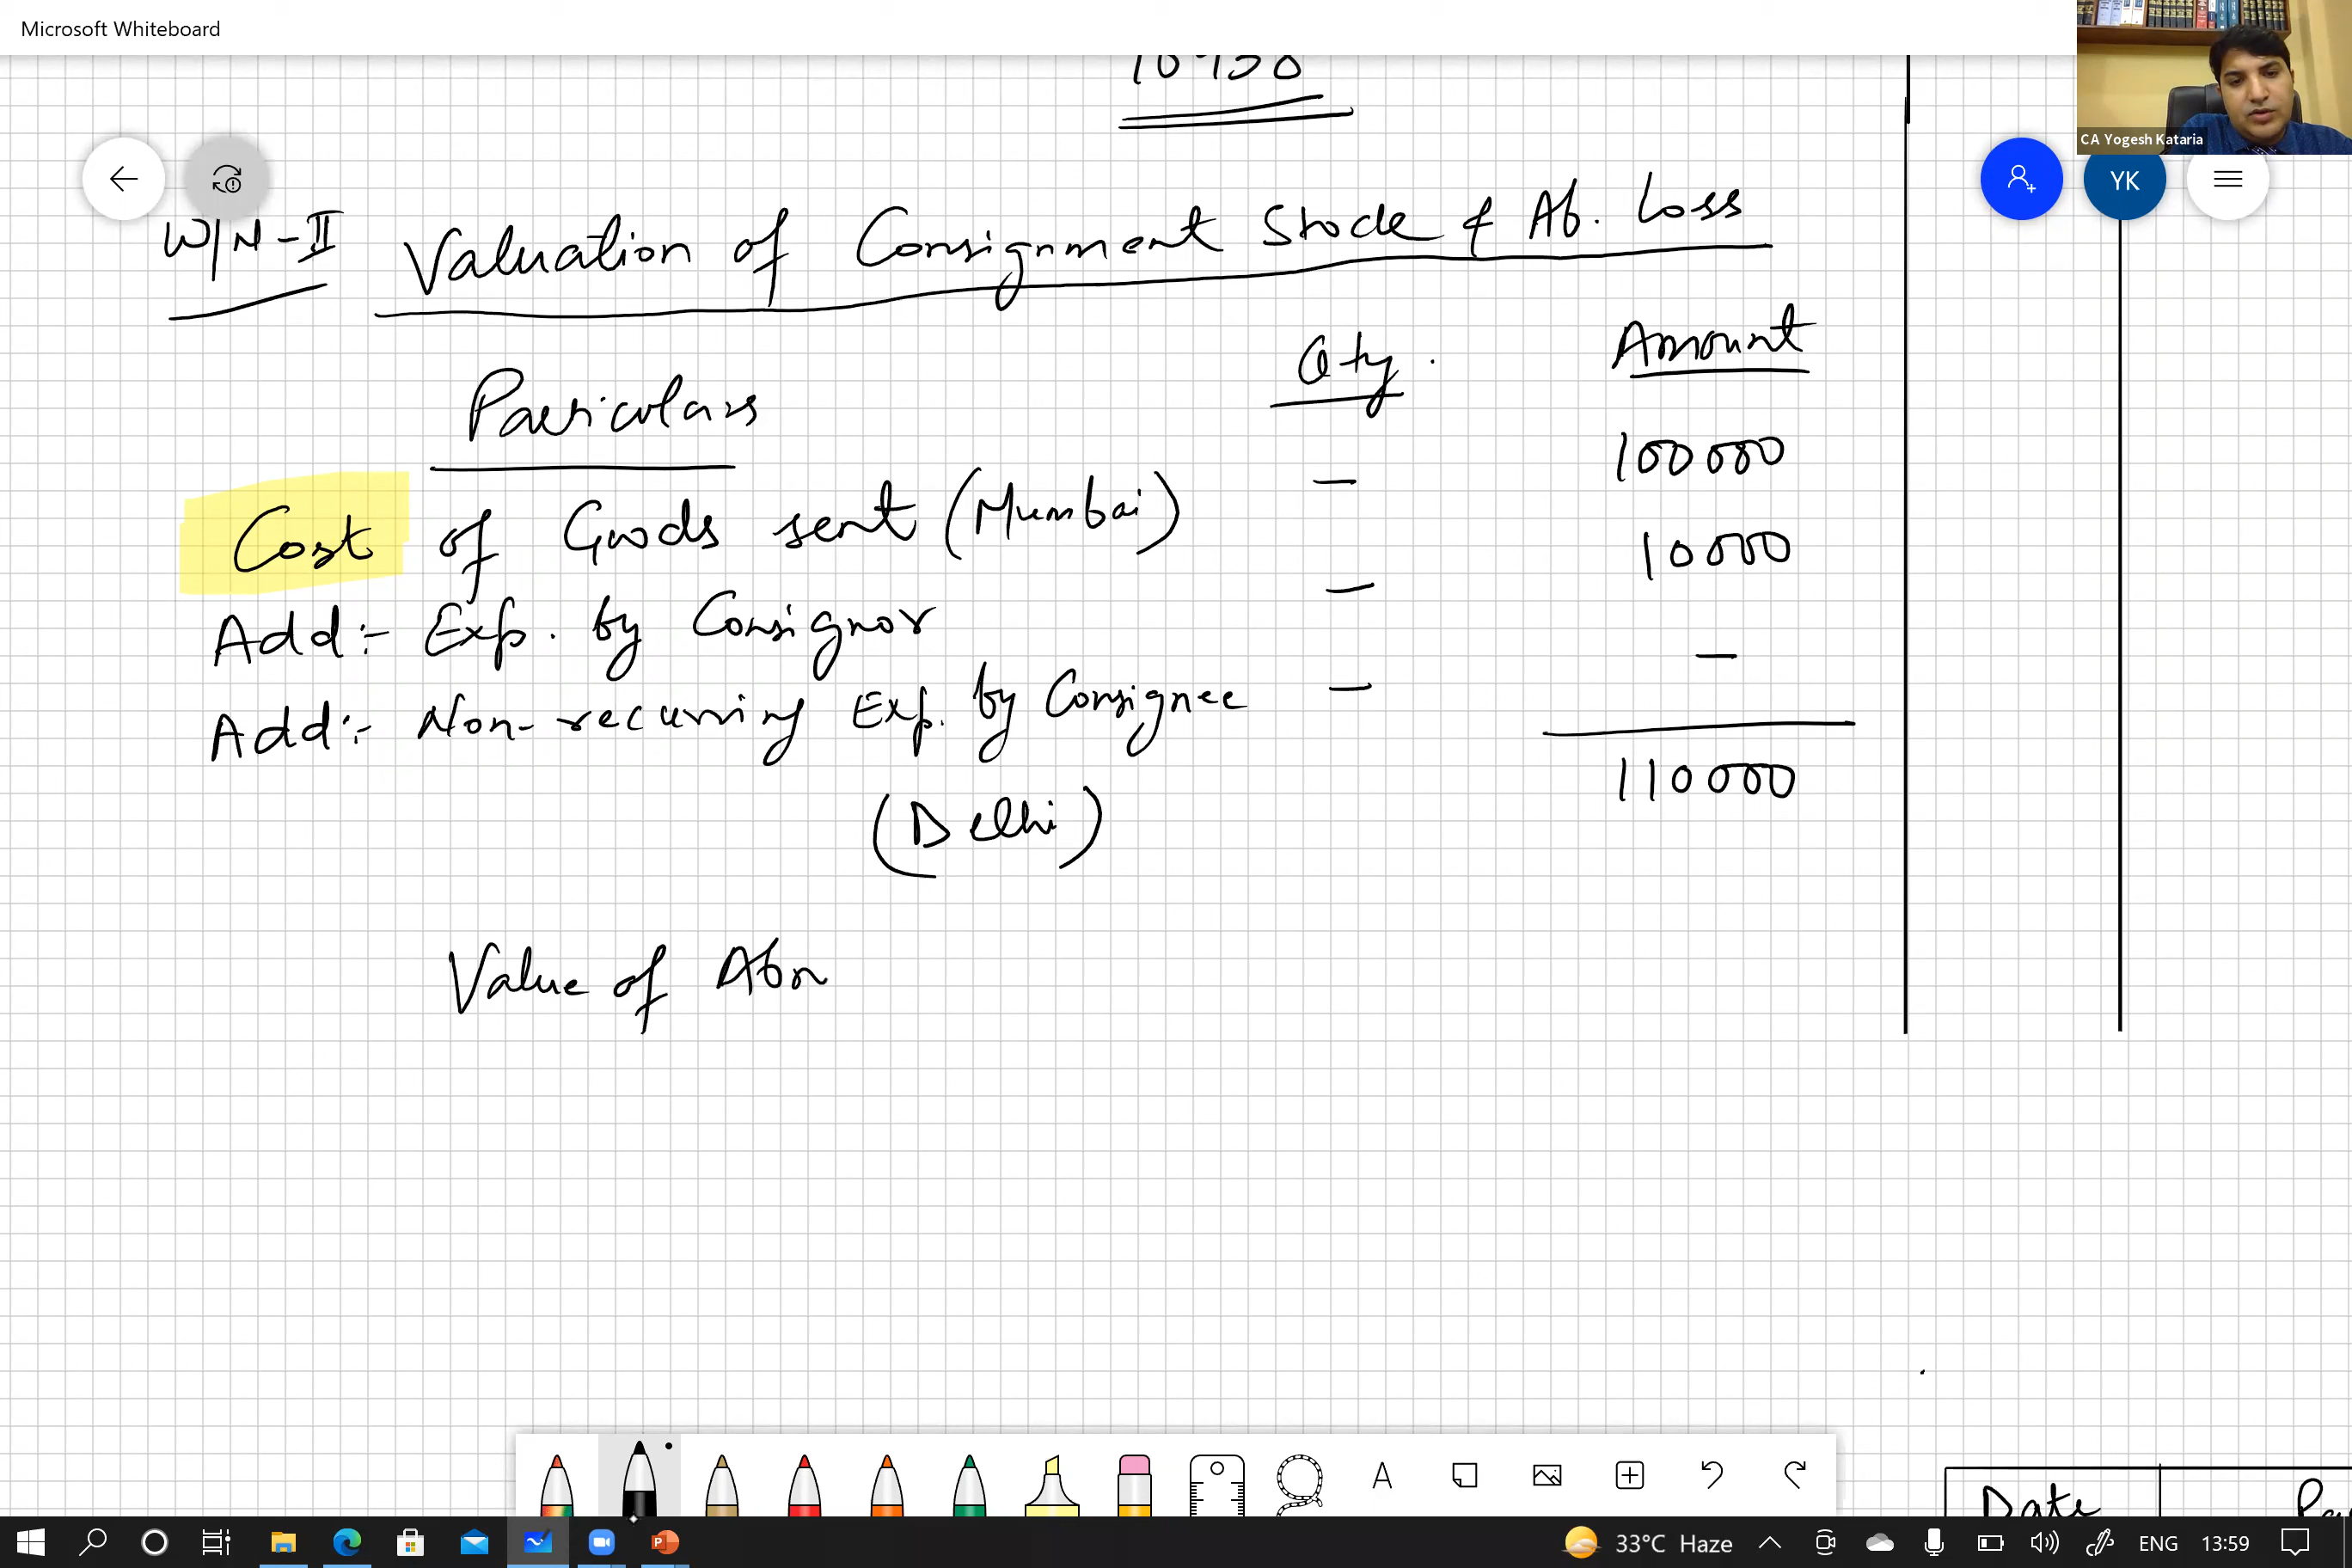 Microsoft Whiteboard
CA Yogesh Kataria
YK
W/N-II Valuation of Consignment Stock & Ab. Loss
Particulars Qty. Amount
Cost of Goods sent (Mumbai) — 100000
Add:- Exp. by Consignor — 10000
Add:- Non-recurring Exp. by Consignee — —
(Delhi) 110000
Value of Abn
Date
33°C Haze ENG 13:59